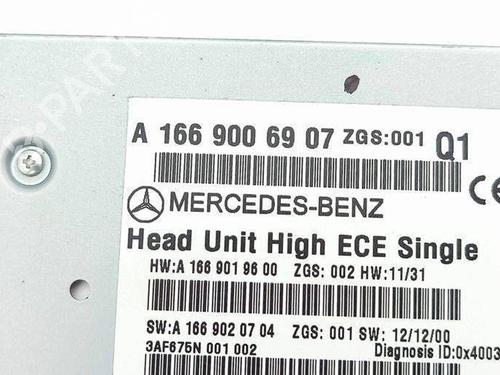 A 166 900 69 07 ZGS:001 Q1
MERCEDES-BENZ
Head Unit High ECE Single
HW:A 166 901 96 00 ZGS: 002 HW:11/31
SW:A 166 902 07 04 ZGS: 001 SW: 12/12/00
3AF675N 001 002 Diagnosis ID:0x4003